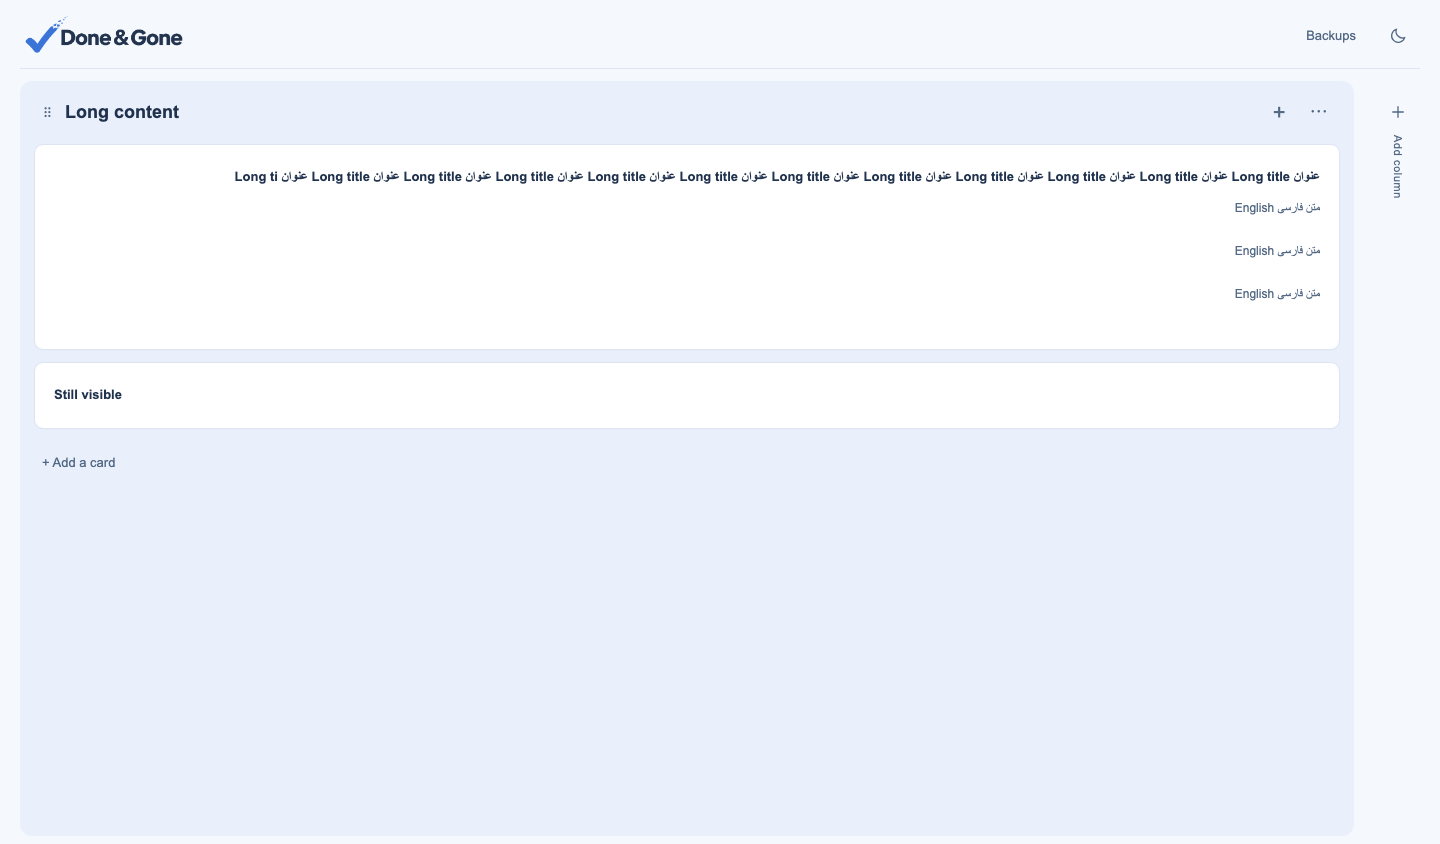 Done & Gone
Backups
Long content
عنوان Long title عنوان Long title عنوان Long title عنوان Long title عنوان Long title عنوان Long title عنوان Long title عنوان Long title عنوان Long title عنوان Long title عنوان Long title عنوان Long ti
متن فارسی English
متن فارسی English
متن فارسی English
Still visible
+ Add a card
Add column